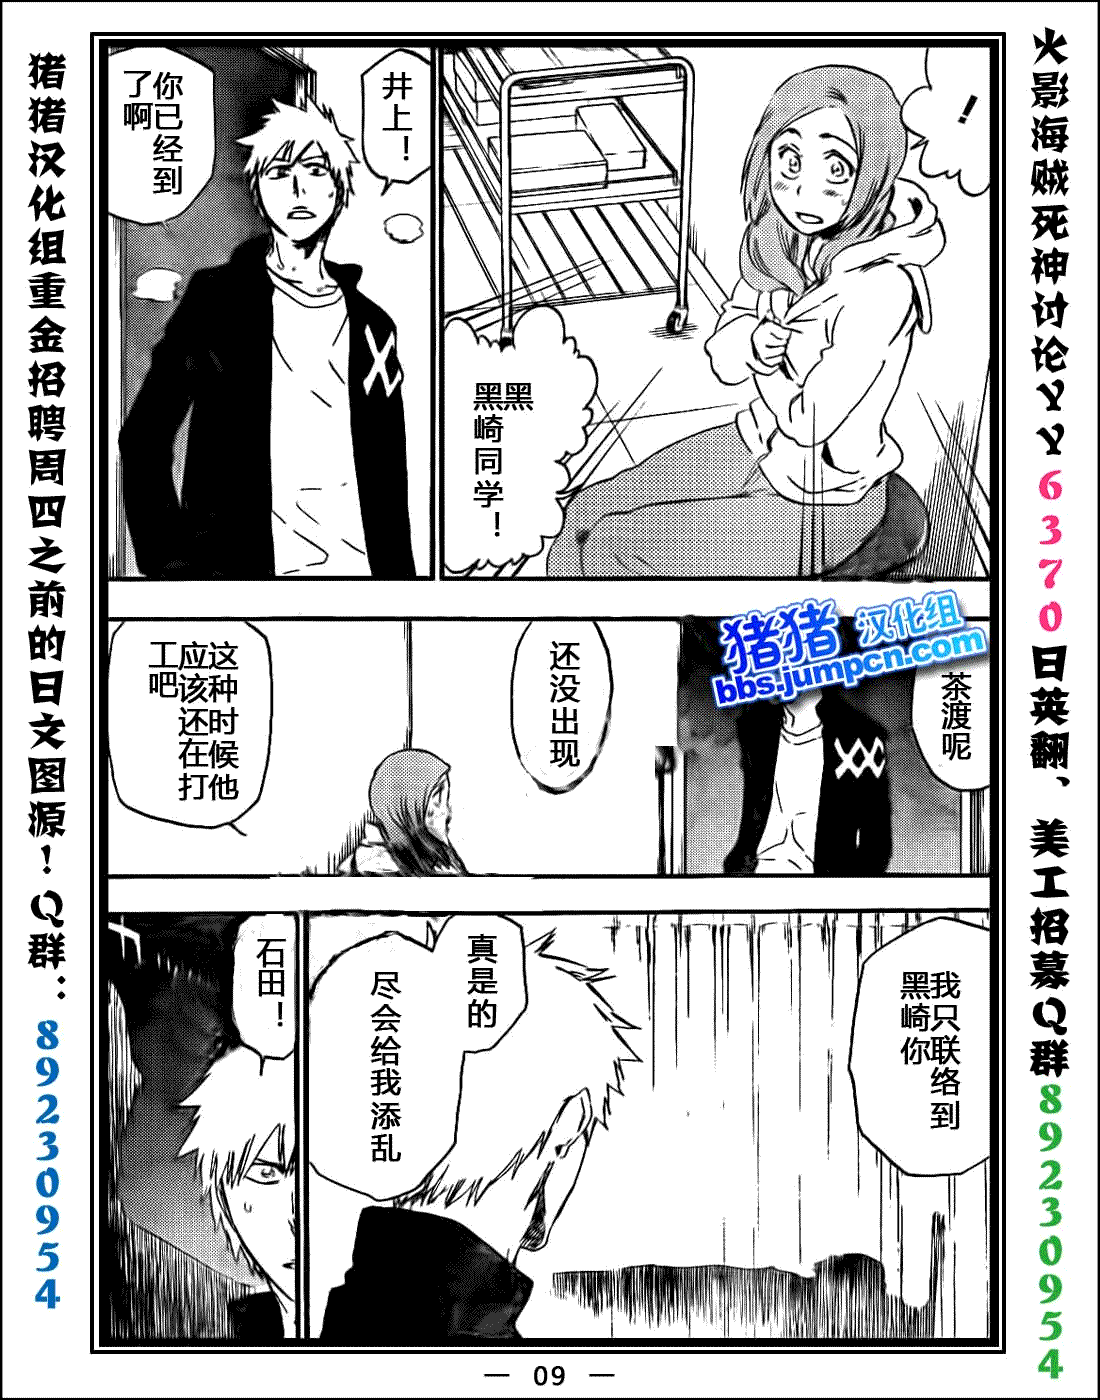 火影海贼死神讨论YY6370日英翻、美工招募Q群89230954
！
黑
黑崎同学！
井上！
你已经到
了啊
猪猪汉化组
bbs.jumpcn.com
茶渡呢
还没出现
这种时候他
应该还在打
工吧
我只联络到
黑崎你
真是的
尽会给我添乱
石田！
猪猪汉化组重金招聘周四之前的日文图源！Q群：89230954
— 09 —